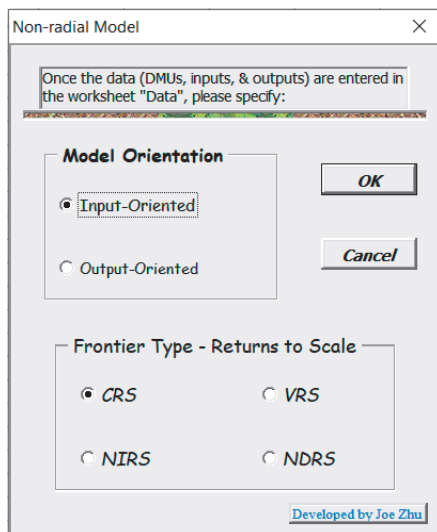 Non-radial Model
Once the data (DMUs, inputs, & outputs) are entered in
the worksheet "Data", please specify:
Model Orientation
Input-Oriented
Output-Oriented
OK
Cancel
Frontier Type - Returns to Scale
CRS
VRS
NIRS
NDRS
Developed by Joe Zhu